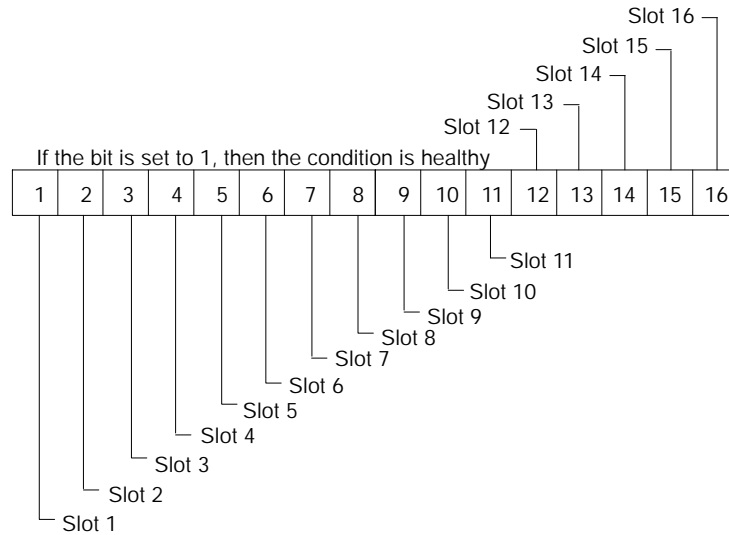 Slot 16
Slot 15
Slot 14
Slot 13
Slot 12
If the bit is set to 1, then the condition is healthy
1 2 3 4 5 6 7 8 9 10 11 12 13 14 15 16
Slot 11
Slot 10
Slot 9
Slot 8
Slot 7
Slot 6
Slot 5
Slot 4
Slot 3
Slot 2
Slot 1